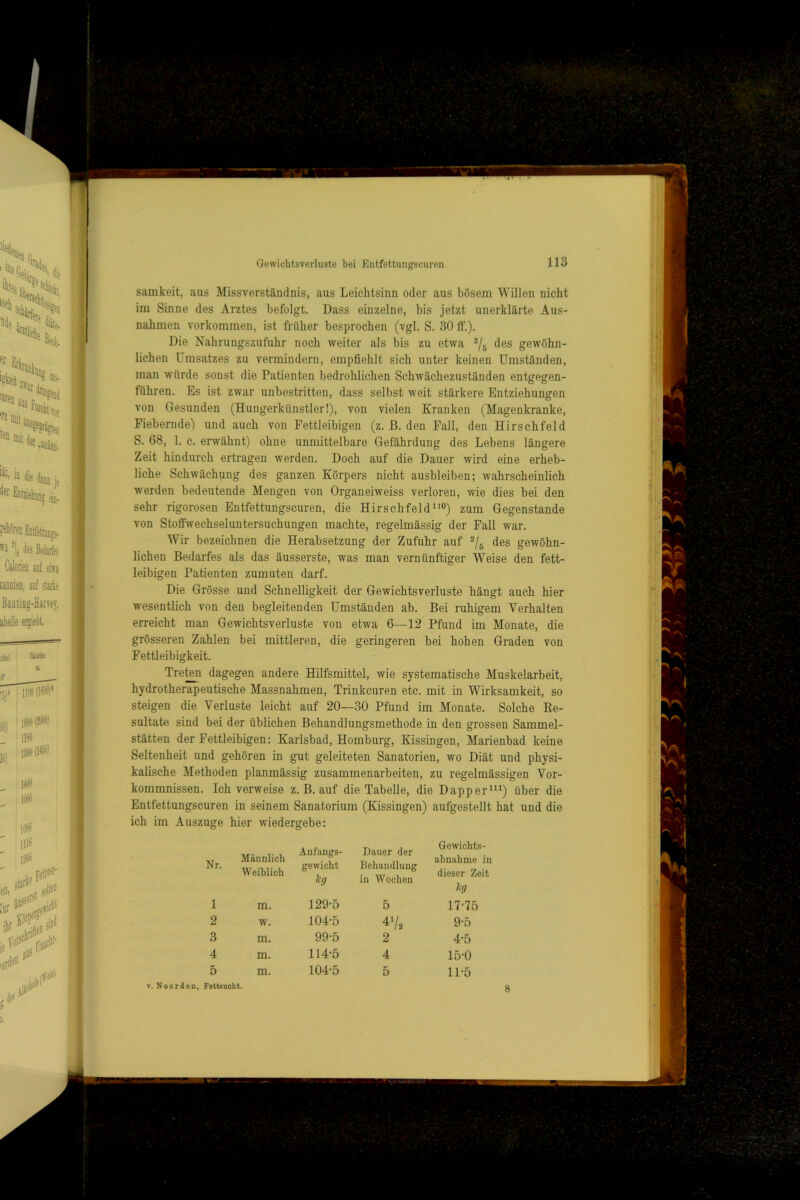 Gewichtsverluste bei Entfettungscuren. 113
samkeit, aus Missverständnis, aus Leichtsinn oder aus bösem Willen nicht
im Sinne des Arztes befolgt. Dass einzelne, bis jetzt unerklärte Aus-
nahmen vorkommen, ist früher besprochen (vgl. S. 30 ff.).
Die Nahrungszufuhr noch weiter als bis zu etwa ²/₅ des gewöhn-
lichen Umsatzes zu vermindern, empfiehlt sich unter keinen Umständen,
man würde sonst die Patienten bedrohlichen Schwächezuständen entgegen-
führen. Es ist zwar unbestritten, dass selbst weit stärkere Entziehungen
von Gesunden (Hungerkünstler!), von vielen Kranken (Magenkranke,
Fiebernde) und auch von Fettleibigen (z. B. den Fall, den Hirschfeld
S. 68, l. c. erwähnt) ohne unmittelbare Gefährdung des Lebens längere
Zeit hindurch ertragen werden. Doch auf die Dauer wird eine erheb-
liche Schwächung des ganzen Körpers nicht ausbleiben; wahrscheinlich
werden bedeutende Mengen von Organeiweiss verloren, wie dies bei den
sehr rigorosen Entfettungscuren, die Hirschfeld¹¹⁰) zum Gegenstande
von Stoffwechseluntersuchungen machte, regelmässig der Fall war.
Wir bezeichnen die Herabsetzung der Zufuhr auf ²/₅ des gewöhn-
lichen Bedarfes als das äusserste, was man vernünftiger Weise den fett-
leibigen Patienten zumuten darf.
Die Grösse und Schnelligkeit der Gewichtsverluste hängt auch hier
wesentlich von den begleitenden Umständen ab. Bei ruhigem Verhalten
erreicht man Gewichtsverluste von etwa 6—12 Pfund im Monate, die
grösseren Zahlen bei mittleren, die geringeren bei hohen Graden von
Fettleibigkeit.
Treten dagegen andere Hilfsmittel, wie systematische Muskelarbeit,
hydrotherapeutische Massnahmen, Trinkcuren etc. mit in Wirksamkeit, so
steigen die Verluste leicht auf 20—30 Pfund im Monate. Solche Re-
sultate sind bei der üblichen Behandlungsmethode in den grossen Sammel-
stätten der Fettleibigen: Karlsbad, Homburg, Kissingen, Marienbad keine
Seltenheit und gehören in gut geleiteten Sanatorien, wo Diät und physi-
kalische Methoden planmässig zusammenarbeiten, zu regelmässigen Vor-
kommnissen. Ich verweise z. B. auf die Tabelle, die Dapper¹¹¹) über die
Entfettungscuren in seinem Sanatorium (Kissingen) aufgestellt hat und die
ich im Auszuge hier wiedergebe:
Nr. Männlich Weiblich Anfangs-gewicht kg Dauer der Behandlung in Wochen Gewichts-abnahme in dieser Zeit kg
1 m. 129·5 5 17·75
2 w. 104·5 4¹/₂ 9·5
3 m. 99·5 2 4·5
4 m. 114·5 4 15·0
5 m. 104·5 5 11·5
v. Noorden, Fettsucht. 8